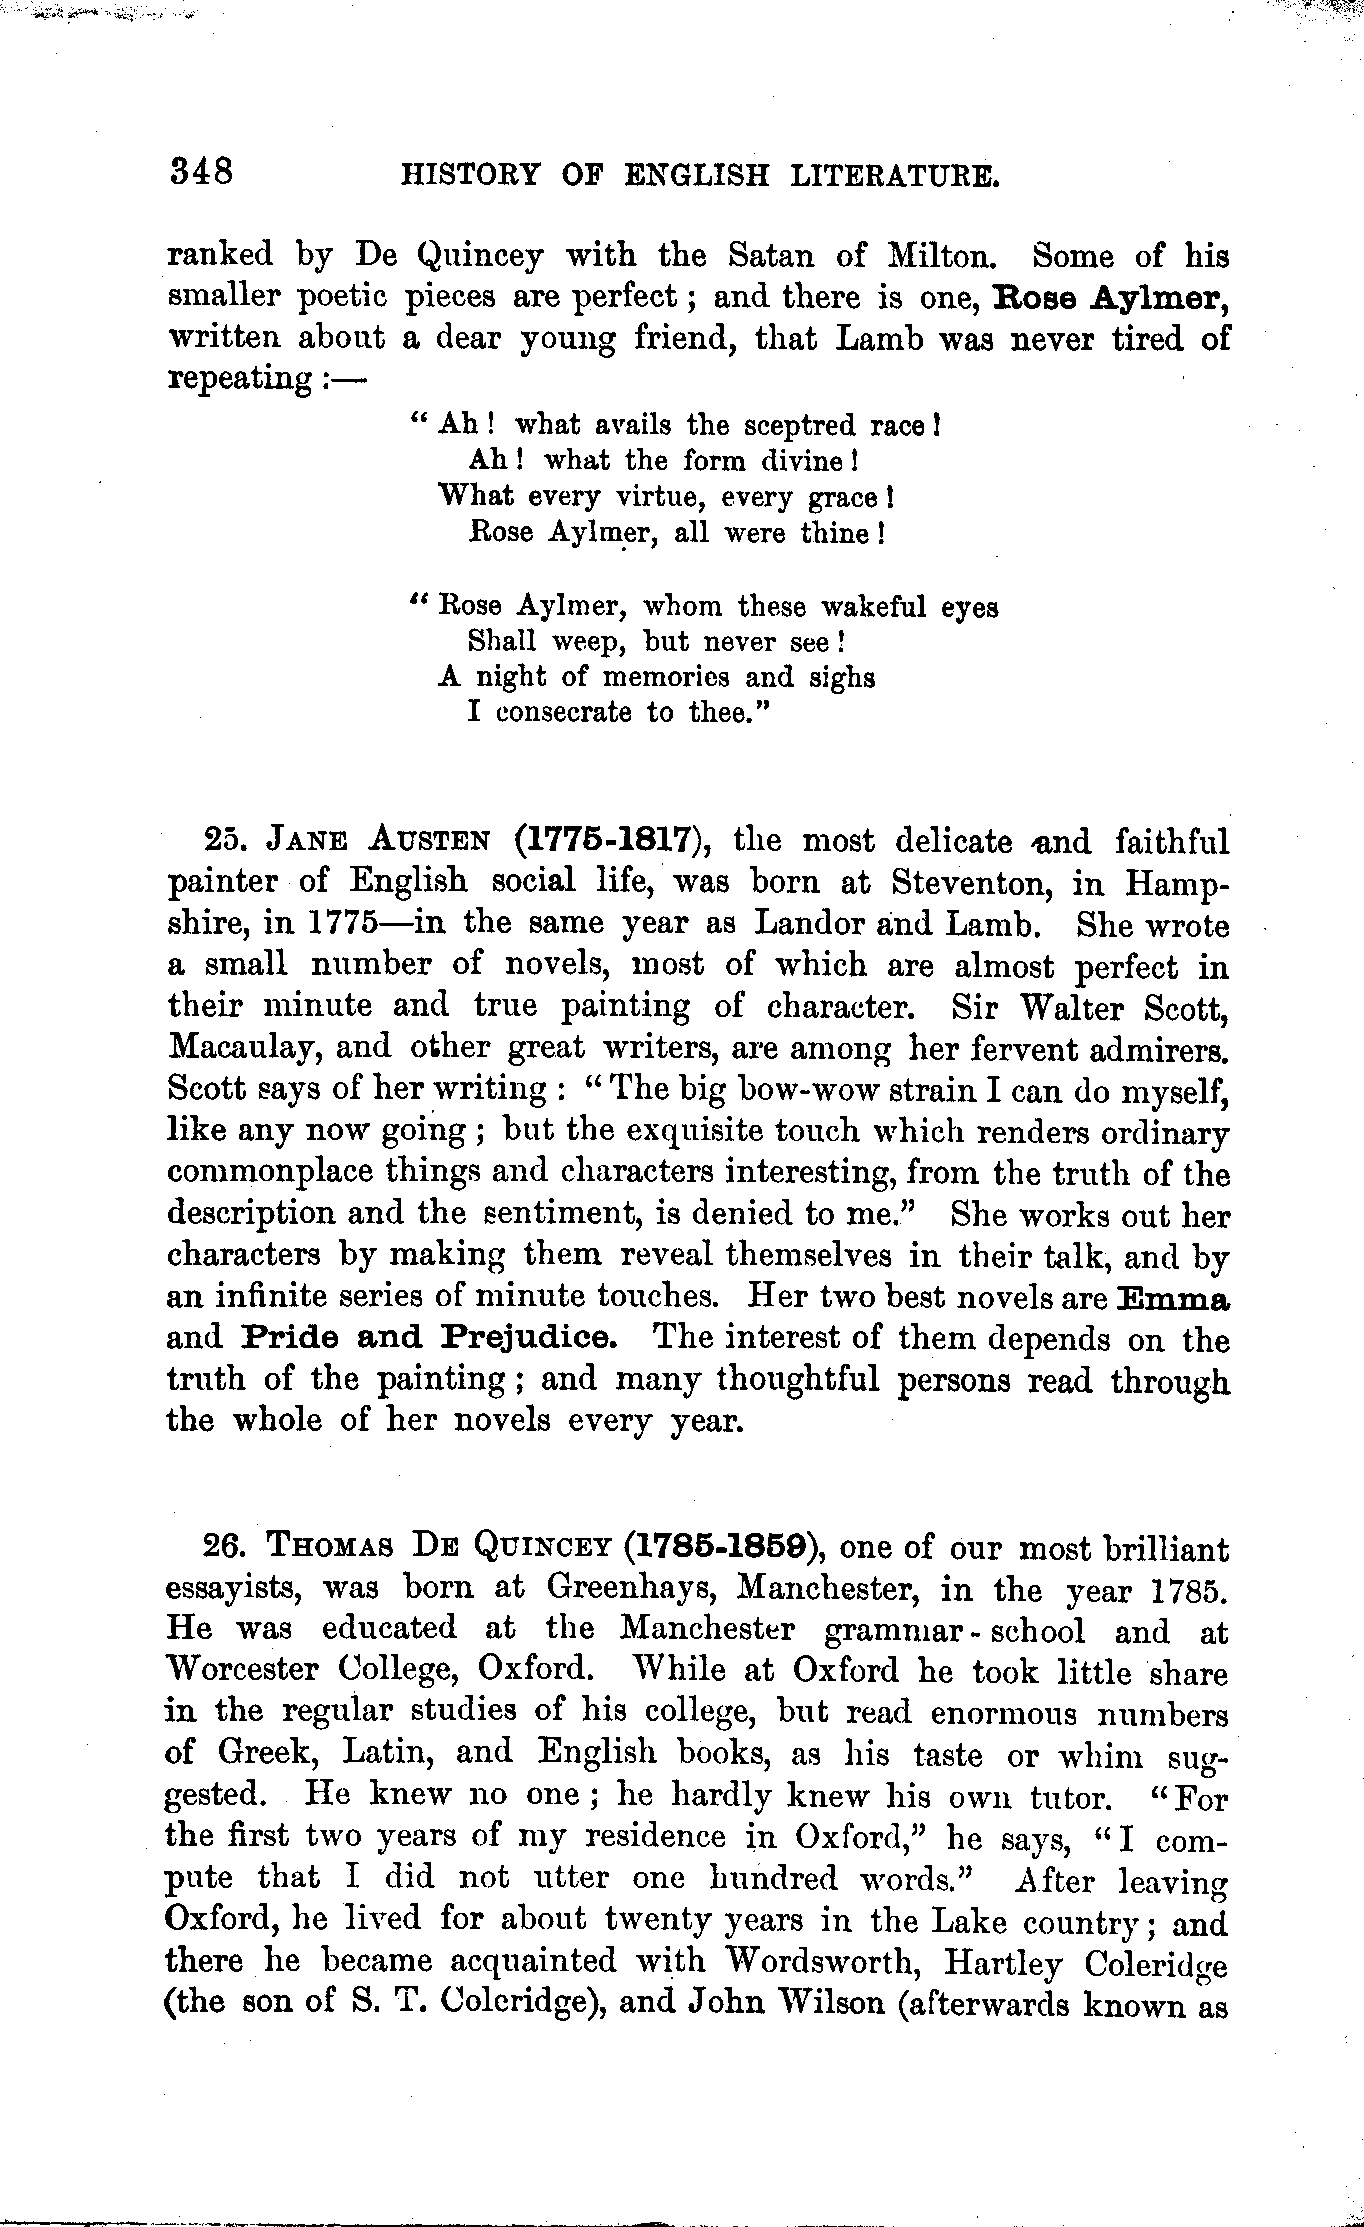 348 HISTORY OF ENGLISH LITERATURE.
ranked by De Quincey with the Satan of Milton. Some of his
smaller poetic pieces are perfect ; and there is one, Rose Aylmer,
written about a dear young friend, that Lamb was never tired of
repeating :—
“ Ah ! what avails the sceptred race !
Ah ! what the form divine !
What every virtue, every grace !
Rose Aylmer, all were thine !
“ Rose Aylmer, whom these wakeful eyes
Shall weep, but never see !
A night of memories and sighs
I consecrate to thee.”
25. JANE AUSTEN (1775-1817), the most delicate and faithful
painter of English social life, was born at Steventon, in Hamp-
shire, in 1775—in the same year as Landor and Lamb. She wrote
a small number of novels, most of which are almost perfect in
their minute and true painting of character. Sir Walter Scott,
Macaulay, and other great writers, are among her fervent admirers.
Scott says of her writing : “ The big bow-wow strain I can do myself,
like any now going ; but the exquisite touch which renders ordinary
commonplace things and characters interesting, from the truth of the
description and the sentiment, is denied to me.” She works out her
characters by making them reveal themselves in their talk, and by
an infinite series of minute touches. Her two best novels are Emma
and Pride and Prejudice. The interest of them depends on the
truth of the painting ; and many thoughtful persons read through
the whole of her novels every year.
26. THOMAS DE QUINCEY (1785-1859), one of our most brilliant
essayists, was born at Greenhays, Manchester, in the year 1785.
He was educated at the Manchester grammar-school and at
Worcester College, Oxford. While at Oxford he took little share
in the regular studies of his college, but read enormous numbers
of Greek, Latin, and English books, as his taste or whim sug-
gested. He knew no one ; he hardly knew his own tutor. “ For
the first two years of my residence in Oxford,” he says, “ I com-
pute that I did not utter one hundred words.” After leaving
Oxford, he lived for about twenty years in the Lake country ; and
there he became acquainted with Wordsworth, Hartley Coleridge
(the son of S. T. Coleridge), and John Wilson (afterwards known as